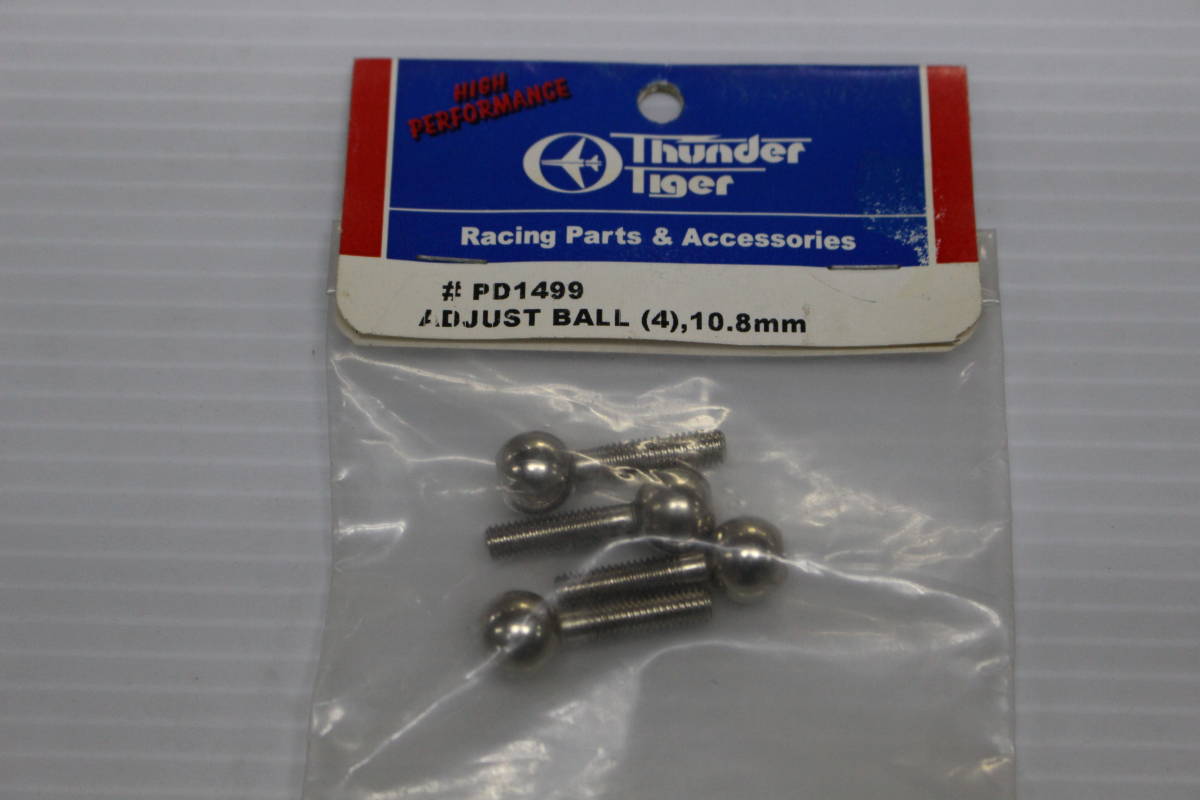 HIGH
PERFORMANCE
Thunder
Tiger
Racing Parts & Accessories
# PD1499
ADJUST BALL (4),10.8mm